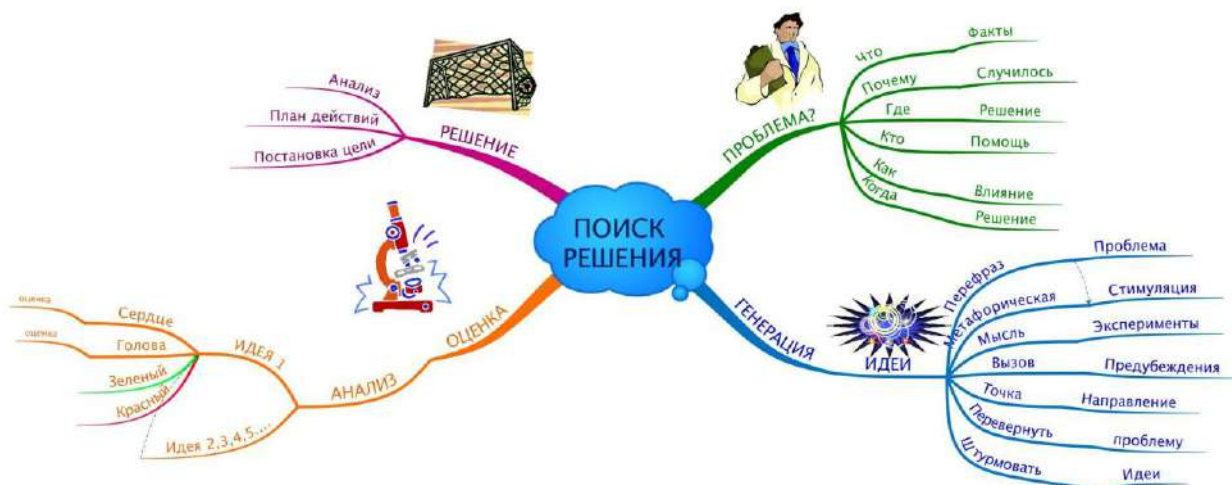 ПОИСК
РЕШЕНИЯ
ПРОБЛЕМА?
Что
Факты
Почему
Случилось
Где
Решение
Кто
Помощь
Как
Влияние
Когда
Решение
ГЕНЕРАЦИЯ
ИДЕИ
Перефраз
Проблема
Метафорическая
Стимуляция
Мысль
Эксперименты
Вызов
Предубеждения
Точка
Направление
Перевернуть
проблему
Штурмовать
Идеи
ОЦЕНКА
АНАЛИЗ
ИДЕЯ 1
Сердце
оценка
Голова
оценка
Зеленый
Красный
Идея 2,3,4,5....
РЕШЕНИЕ
Анализ
План действий
Постановка цели